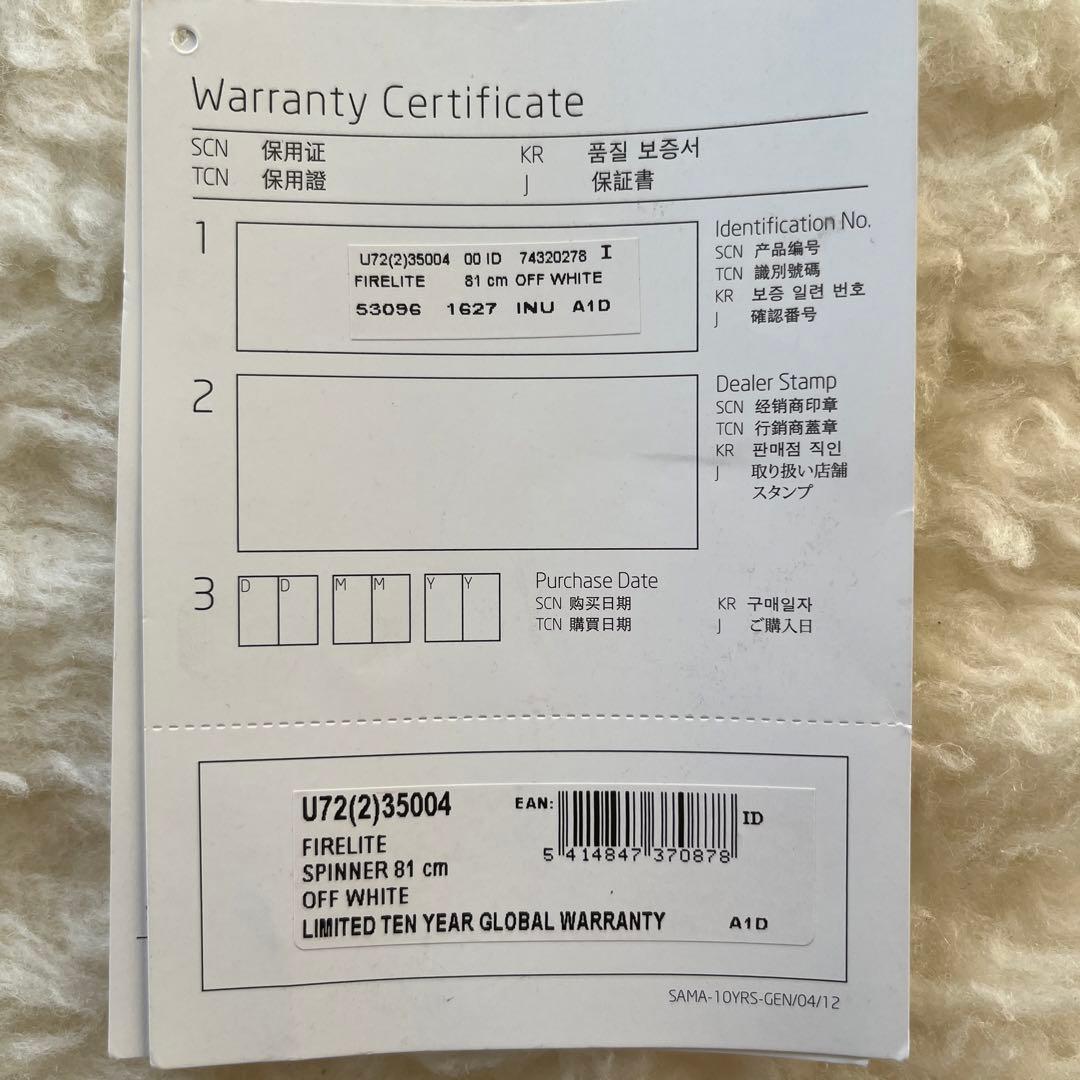 Warranty Certificate
SCN 保用证 KR 품질 보증서
TCN 保用證 J 保証書
1
U72(2)35004 00 ID 74320278 I
FIRELITE 81 cm OFF WHITE
53096 1627 INU A1D
Identification No.
SCN 产品编号
TCN 識別號碼
KR 보증 일련 번호
J 確認番号
2
Dealer Stamp
SCN 经销商印章
TCN 行銷商蓋章
KR 판매점 직인
J 取り扱い店舗
スタンプ
3
D D M M Y Y
Purchase Date
SCN 购买日期 KR 구매일자
TCN 購買日期 J ご購入日
U72(2)35004
FIRELITE
SPINNER 81 cm
OFF WHITE
LIMITED TEN YEAR GLOBAL WARRANTY A1D
EAN: ID
5 414847 370878
SAMA-10YRS-GEN/04/12